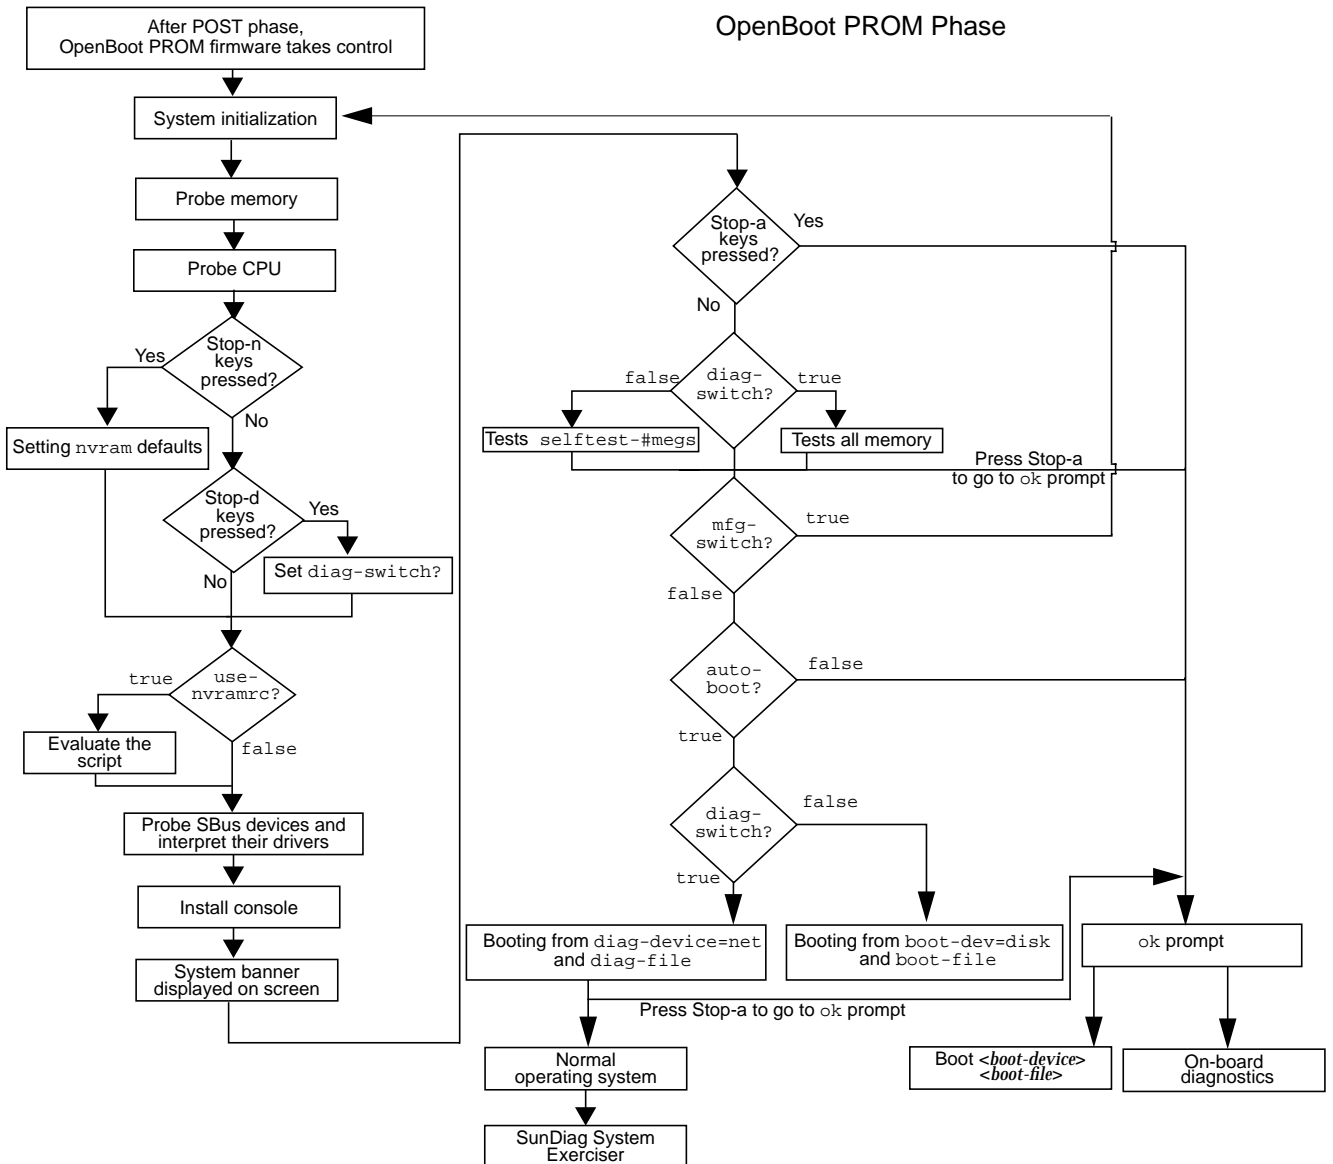 OpenBoot PROM Phase
After POST phase,
OpenBoot PROM firmware takes control
System initialization
Probe memory
Probe CPU
Stop-n
keys
pressed?
Yes
No
Setting nvram defaults
Stop-d
keys
pressed?
Yes
No
Set diag-switch?
use-
nvramrc?
true
false
Evaluate the
script
Probe SBus devices and
interpret their drivers
Install console
System banner
displayed on screen
Stop-a
keys
pressed?
Yes
No
diag-
switch?
false
true
Tests selftest-#megs
Tests all memory
Press Stop-a
to go to ok prompt
mfg-
switch?
true
false
auto-
boot?
false
true
diag-
switch?
false
true
Booting from diag-device=net
and diag-file
Booting from boot-dev=disk
and boot-file
ok prompt
Press Stop-a to go to ok prompt
Normal
operating system
Boot <boot-device>
<boot-file>
On-board
diagnostics
SunDiag System
Exerciser